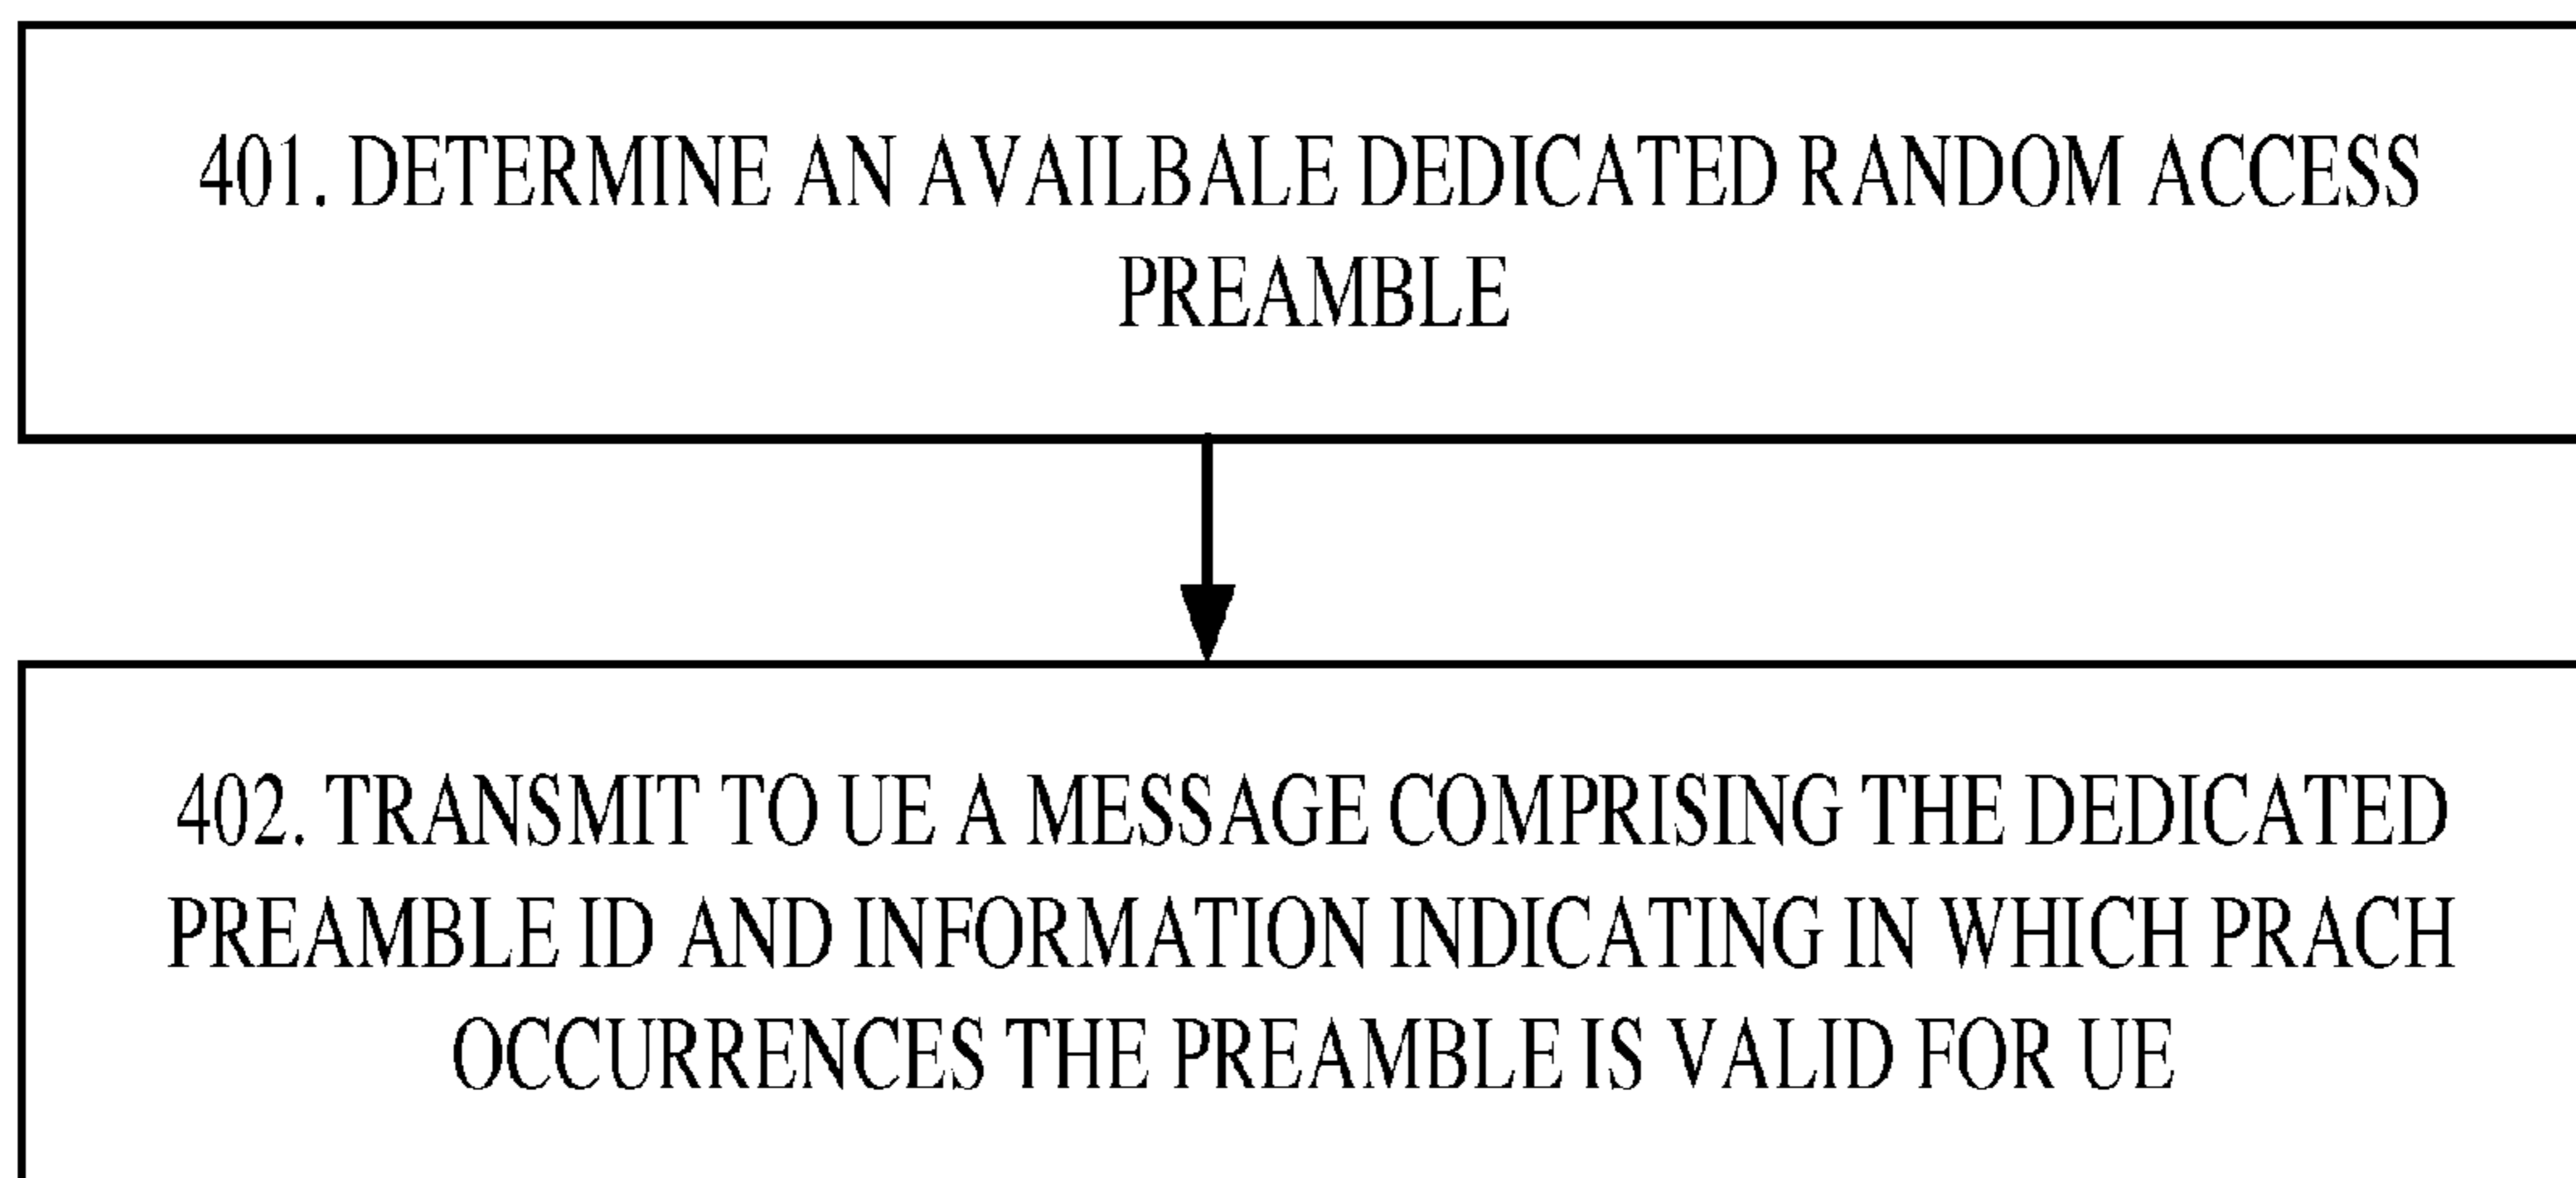 401. DETERMINE AN AVAILBALE DEDICATED RANDOM ACCESS
PREAMBLE
402. TRANSMIT TO UE A MESSAGE COMPRISING THE DEDICATED
PREAMBLE ID AND INFORMATION INDICATING IN WHICH PRACH
OCCURRENCES THE PREAMBLE IS VALID FOR UE